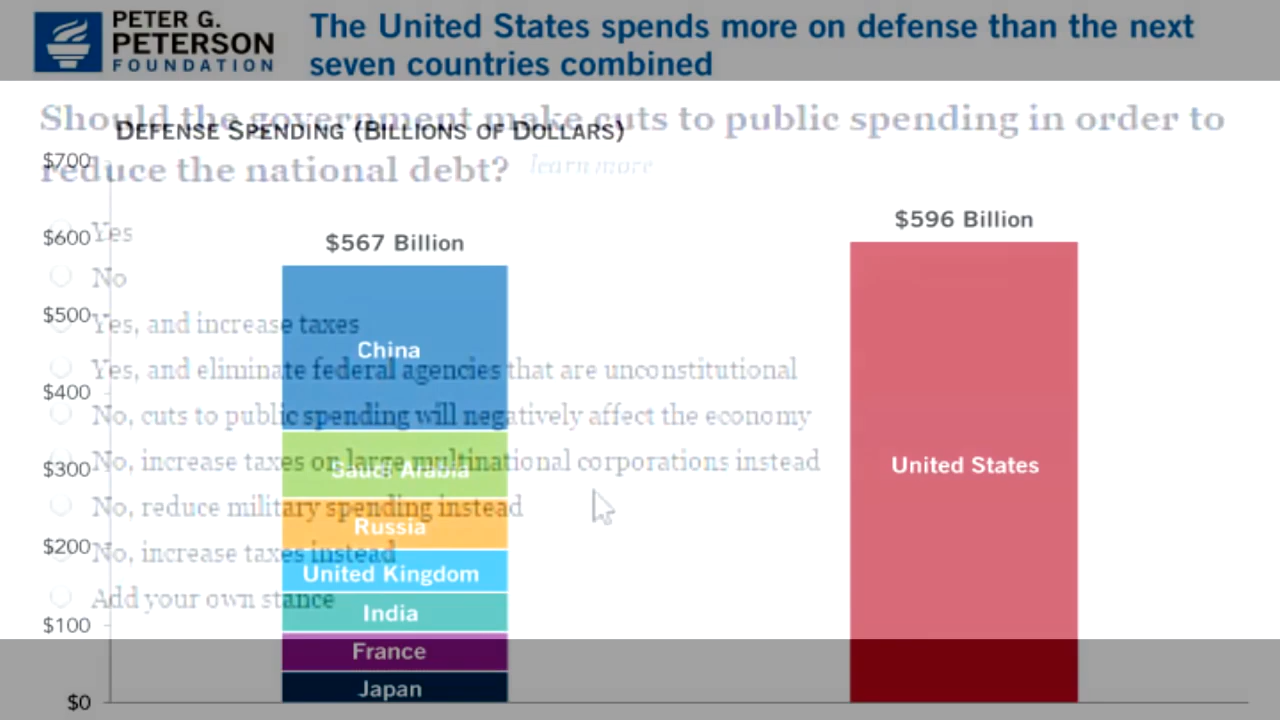 PETER G.
PETERSON
FOUNDATION
The United States spends more on defense than the next
seven countries combined
Should the government make cuts to public spending in order to
reduce the national debt? learn more
DEFENSE SPENDING (BILLIONS OF DOLLARS)
$700
$600
$500
$400
$300
$200
$100
$0
Yes
No
Yes, and increase taxes
Yes, and eliminate federal agencies that are unconstitutional
No, cuts to public spending will negatively affect the economy
No, increase taxes on large multinational corporations instead
No, reduce military spending instead
No, increase taxes instead
Add your own stance
$567 Billion
China
Saudi Arabia
Russia
United Kingdom
India
France
Japan
$596 Billion
United States